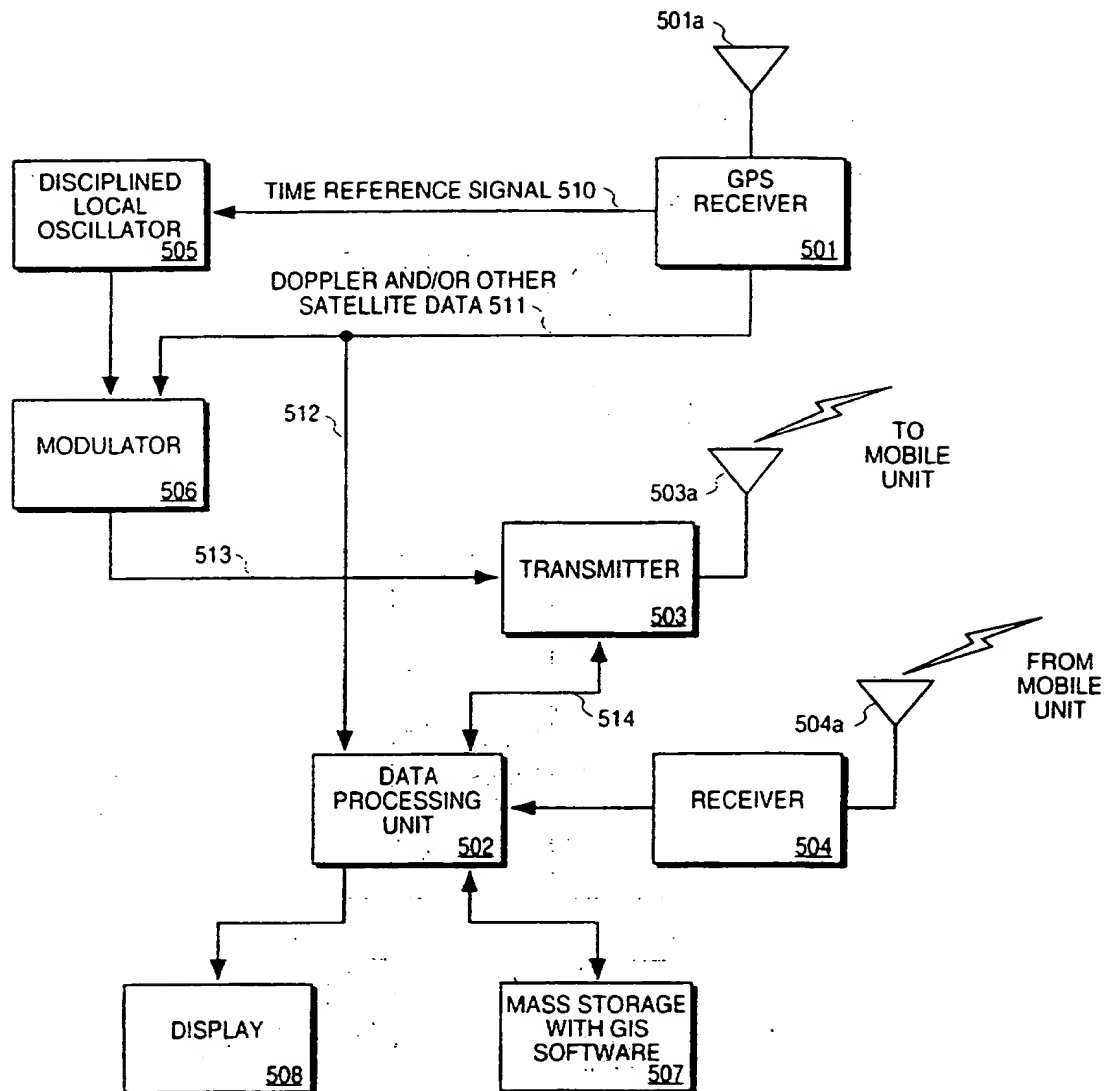 501a
DISCIPLINED
LOCAL
OSCILLATOR
505
TIME REFERENCE SIGNAL 510
GPS
RECEIVER
501
DOPPLER AND/OR OTHER
SATELLITE DATA 511
MODULATOR
506
512
TO
MOBILE
UNIT
503a
513
TRANSMITTER
503
FROM
MOBILE
UNIT
504a
514
DATA
PROCESSING
UNIT
502
RECEIVER
504
DISPLAY
508
MASS STORAGE
WITH GIS
SOFTWARE
507